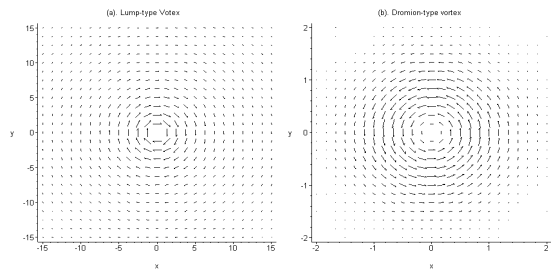 (a). Lump-type Votex
15
10
5
y 0
-5
-10
-15
-15 -10 -5 0 5 10 15
x
(b). Dromion-type vortex
2
1
y 0
-1
-2
-2 -1 0 1 2
x